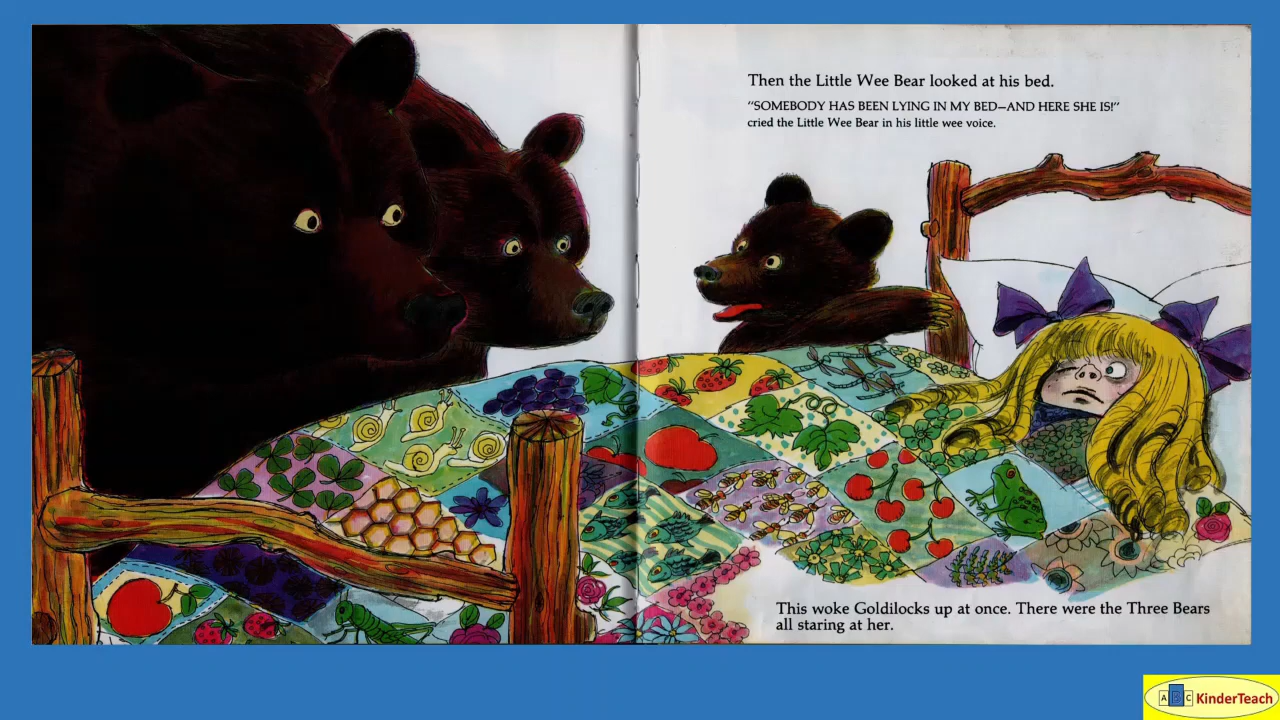 Then the Little Wee Bear looked at his bed.
“SOMEBODY HAS BEEN LYING IN MY BED—AND HERE SHE IS!”
cried the Little Wee Bear in his little wee voice.
This woke Goldilocks up at once. There were the Three Bears
all staring at her.
ABC KinderTeach